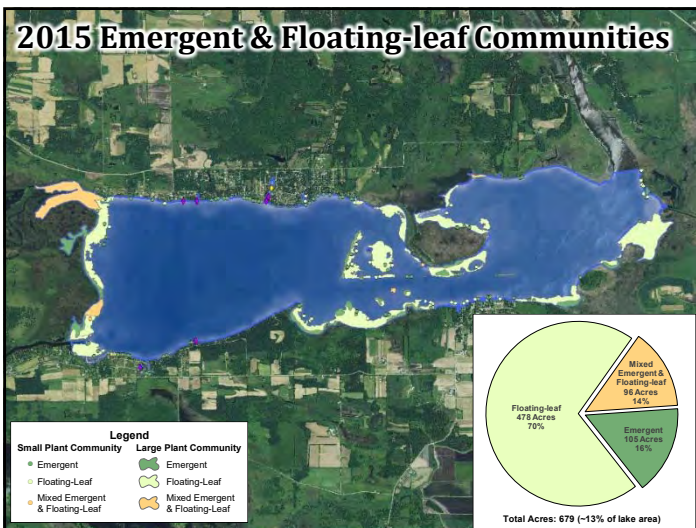 2015 Emergent & Floating-leaf Communities
Legend
Small Plant Community
Emergent
Floating-Leaf
Mixed Emergent
& Floating-Leaf
Large Plant Community
Emergent
Floating-Leaf
Mixed Emergent
& Floating-Leaf
Floating-leaf
478 Acres
70%
Mixed
Emergent &
Floating-leaf
96 Acres
14%
Emergent
105 Acres
16%
Total Acres: 679 (~13% of lake area)